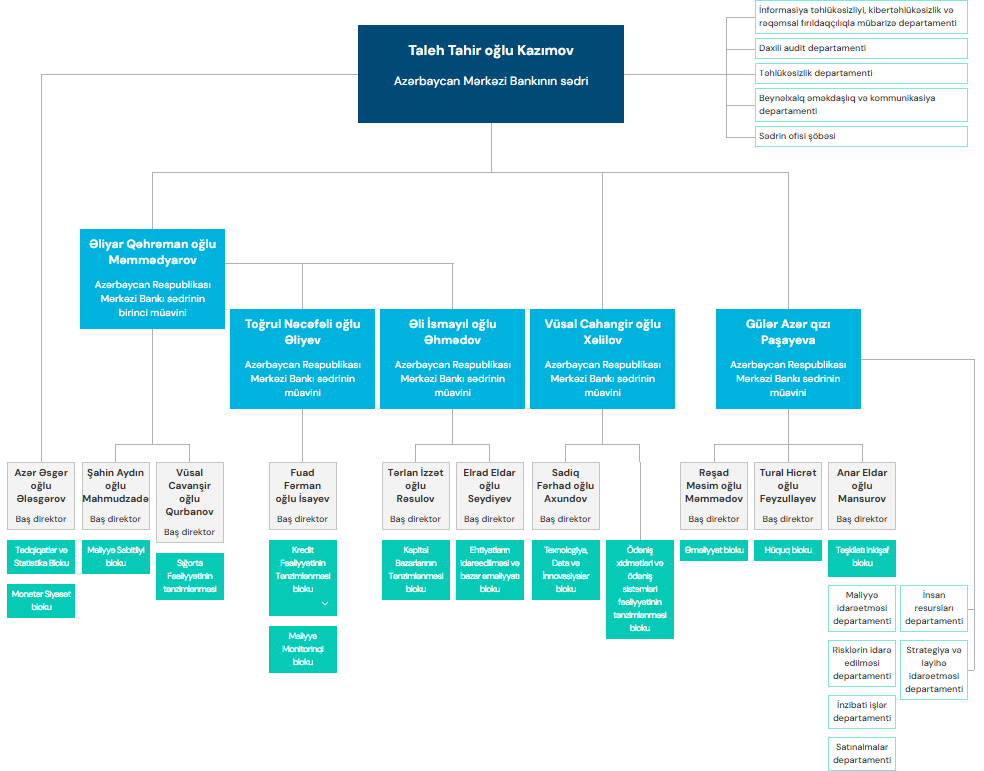 İnformasiya təhlükəsizliyi, kibertəhlükəsizlik və
rəqəmsal fırıldaqçılıqla mübarizə departamenti
Daxili audit departamenti
Təhlükəsizlik departamenti
Beynəlxalq əməkdaşlıq və kommunikasiya
departamenti
Sədrin ofisi şöbəsi
Taleh Tahir oğlu Kazımov
Azərbaycan Mərkəzi Bankının sədri
Əliyar Qəhrəman oğlu
Məmmədyarov
Azərbaycan Respublikası
Mərkəzi Bankı sədrinin
birinci müavini
Toğrul Nəcəfəli oğlu
Əliyev
Azərbaycan Respublikası
Mərkəzi Bankı sədrinin
müavini
Əli İsmayıl oğlu
Əhmədov
Azərbaycan Respublikası
Mərkəzi Bankı sədrinin
müavini
Vüsal Cahangir oğlu
Xəlilov
Azərbaycan Respublikası
Mərkəzi Bankı sədrinin
müavini
Gülər Azər qızı
Paşayeva
Azərbaycan Respublikası
Mərkəzi Bankı sədrinin
müavini
Azər Əsgər
oğlu
Ələsgərov
Baş direktor
Tədqiqatlar və
Statistika Bloku
Monetar Siyasət
bloku
Şahin Aydın
oğlu
Mahmudzadə
Baş direktor
Maliyyə Sabitliyi
bloku
Vüsal
Cavanşir
oğlu
Qurbanov
Baş direktor
Sığorta
Fəaliyyətinin
tənzimlənməsi
Fuad
Fərman
oğlu İsayev
Baş direktor
Kredit
Fəaliyyətinin
Tənzimlənməsi
bloku
Maliyyə
Monitorinqi
bloku
Tərlan İzzət
oğlu
Rəsulov
Baş direktor
Kapital
Bazarlarının
Tənzimlənməsi
bloku
Elrad Eldar
oğlu
Seydiyev
Baş direktor
Ehtiyatların
idarəedilməsi və
bazar əməliyyatı
bloku
Sadiq
Fərhad oğlu
Axundov
Baş direktor
Texnologiya,
Data və
İnnovasiyalar
bloku
Ödəniş
xidmətləri və
ödəniş
sistemləri
fəaliyyətinin
tənzimlənməsi
bloku
Rəşad
Məsim oğlu
Məmmədov
Baş direktor
Əməliyyat bloku
Tural Hicrət
oğlu
Feyzullayev
Baş direktor
Hüquq bloku
Anar Eldar
oğlu
Mansurov
Baş direktor
Təşkilati inkişaf
bloku
Maliyyə
idarəetməsi
departamenti
İnsan
resursları
departamenti
Risklərin idarə
edilməsi
departamenti
Strategiya və
layihə
idarəetməsi
departamenti
İnzibati işlər
departamenti
Satınalmalar
departamenti